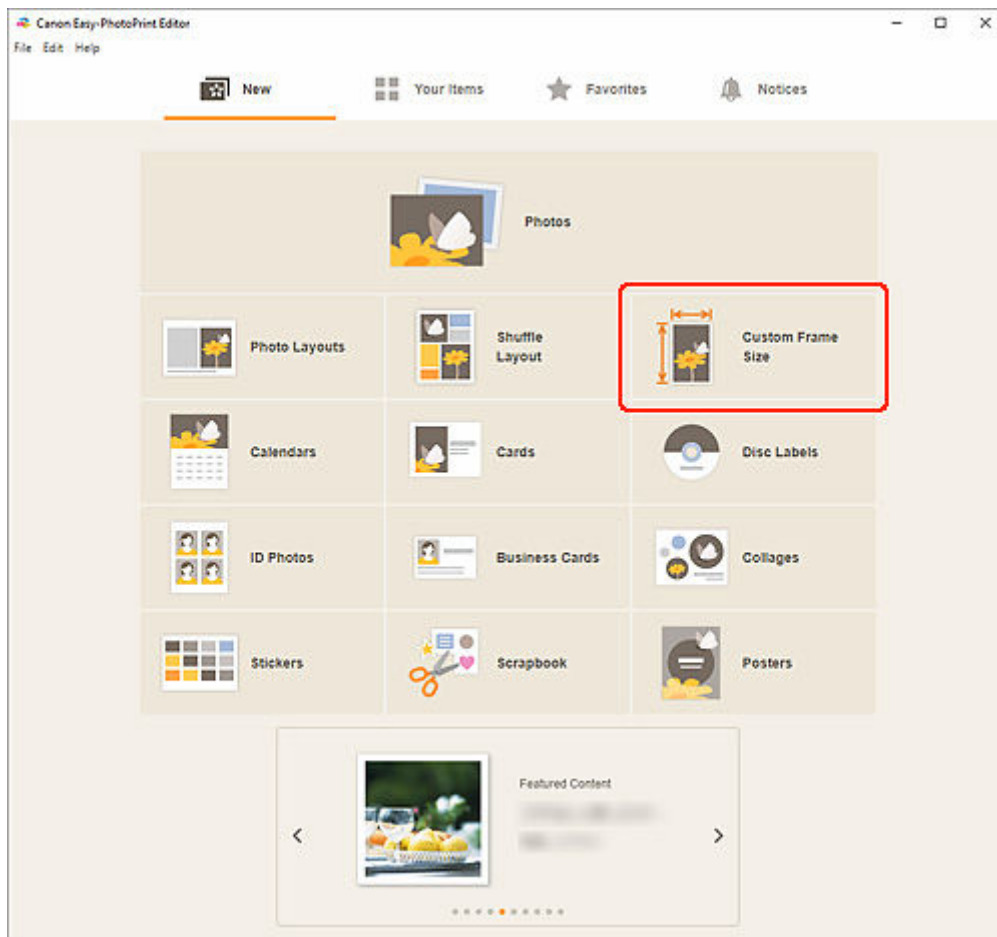 Canon Easy-PhotoPrint Editor
File Edit Help
New Your Items Favorites Notices
Photos
Photo Layouts
Shuffle
Layout
Custom Frame
Size
Calendars
Cards
Disc Labels
ID Photos
Business Cards
Collages
Stickers
Scrapbook
Posters
Featured Content